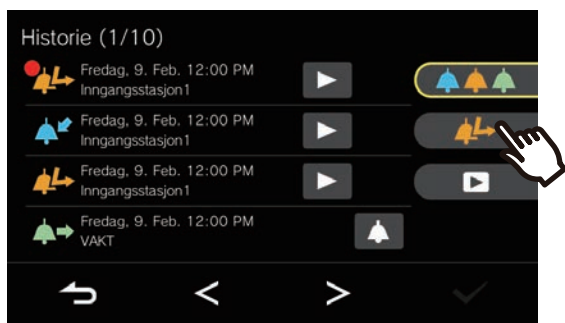 Historie (1/10)
Fredag, 9. Feb. 12:00 PM
Inngangsstasjon1
Fredag, 9. Feb. 12:00 PM
Inngangsstasjon1
Fredag, 9. Feb. 12:00 PM
Inngangsstasjon1
Fredag, 9. Feb. 12:00 PM
VAKT